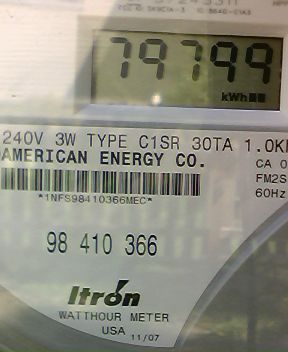 79799
kWh
240V 3W TYPE C1SR 30TA 1.0K
AMERICAN ENERGY CO.
CA 0
FM2S
60Hz
*1NFS98410366MEC*
98 410 366
Itron
WATTHOUR METER
USA 11/07